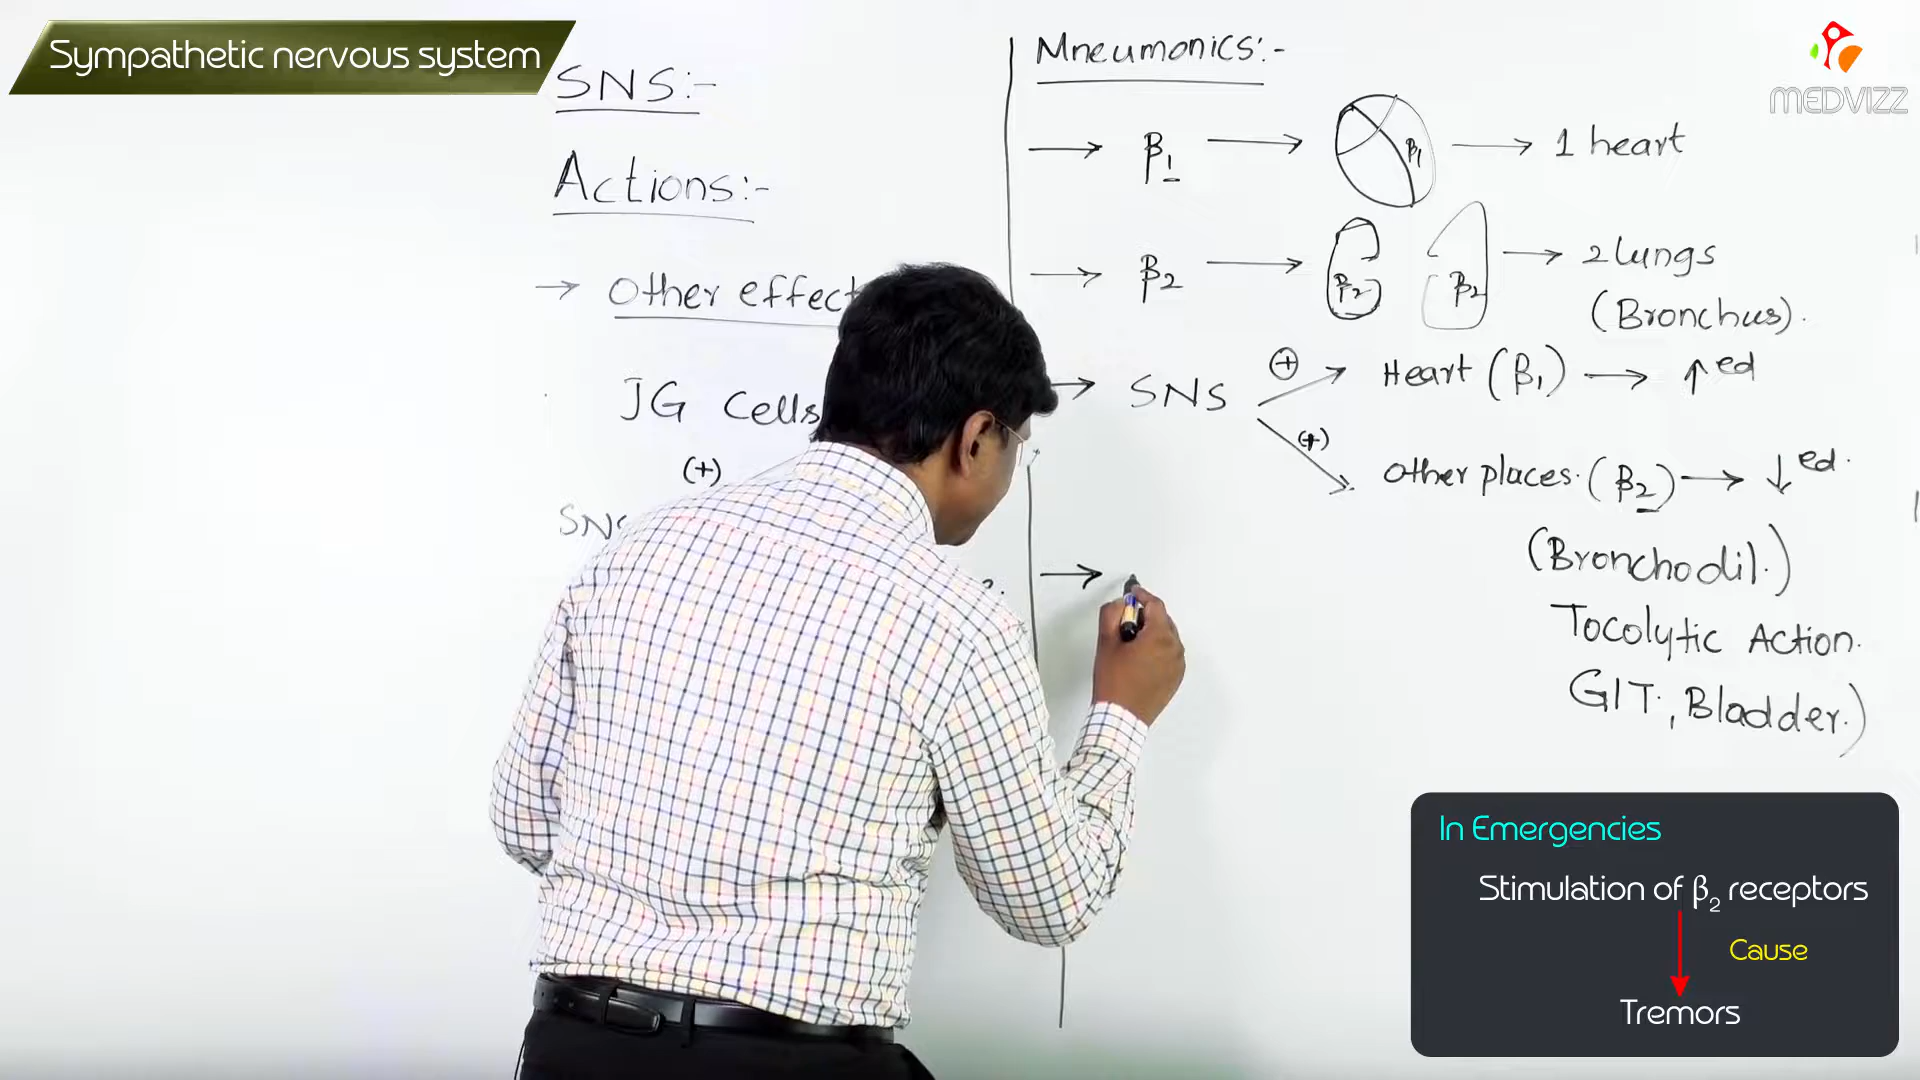 Sympathetic nervous system
MEDVIZZ
SNS:-
Actions:-
→ Other effect
JG Cells
(+)
SNS
Mneumonics:-
→ β1 → β1 → 1 heart
→ β2 → β2 β2 → 2 lungs
(Bronchus).
→ SNS
(+) Heart (β1) → ↑ed
(+) Other places. (β2) → ↓ed.
(Bronchodil.)
Tocolytic Action.
GIT., Bladder.)
→
In Emergencies
Stimulation of β2 receptors
Cause
Tremors